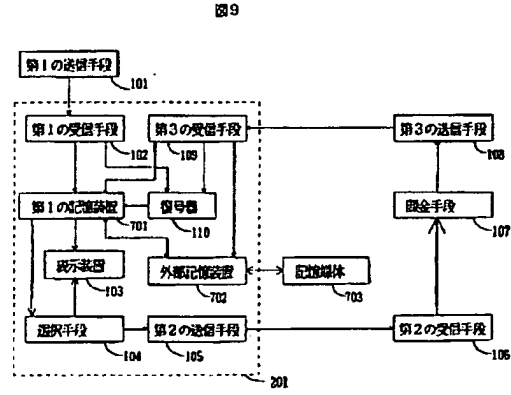 図9
第1の送信手段
101
第1の受信手段
102
第3の受信手段
109
第3の送信手段
108
第1の記憶装置
701
復号器
110
課金手段
107
表示装置
103
外部記憶装置
702
記憶媒体
703
選択手段
104
第2の送信手段
105
第2の受信手段
106
201